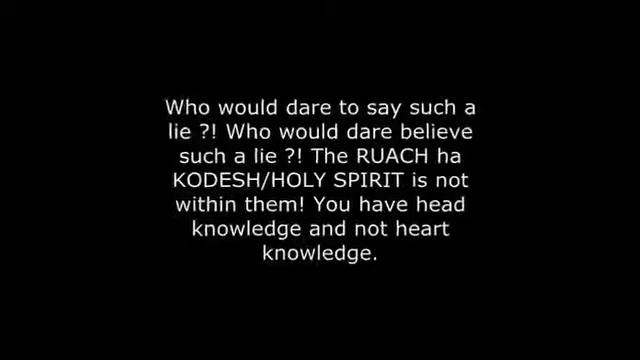 Who would dare to say such a
lie ?! Who would dare believe
such a lie ?! The RUACH ha
KODESH/HOLY SPIRIT is not
within them! You have head
knowledge and not heart
knowledge.